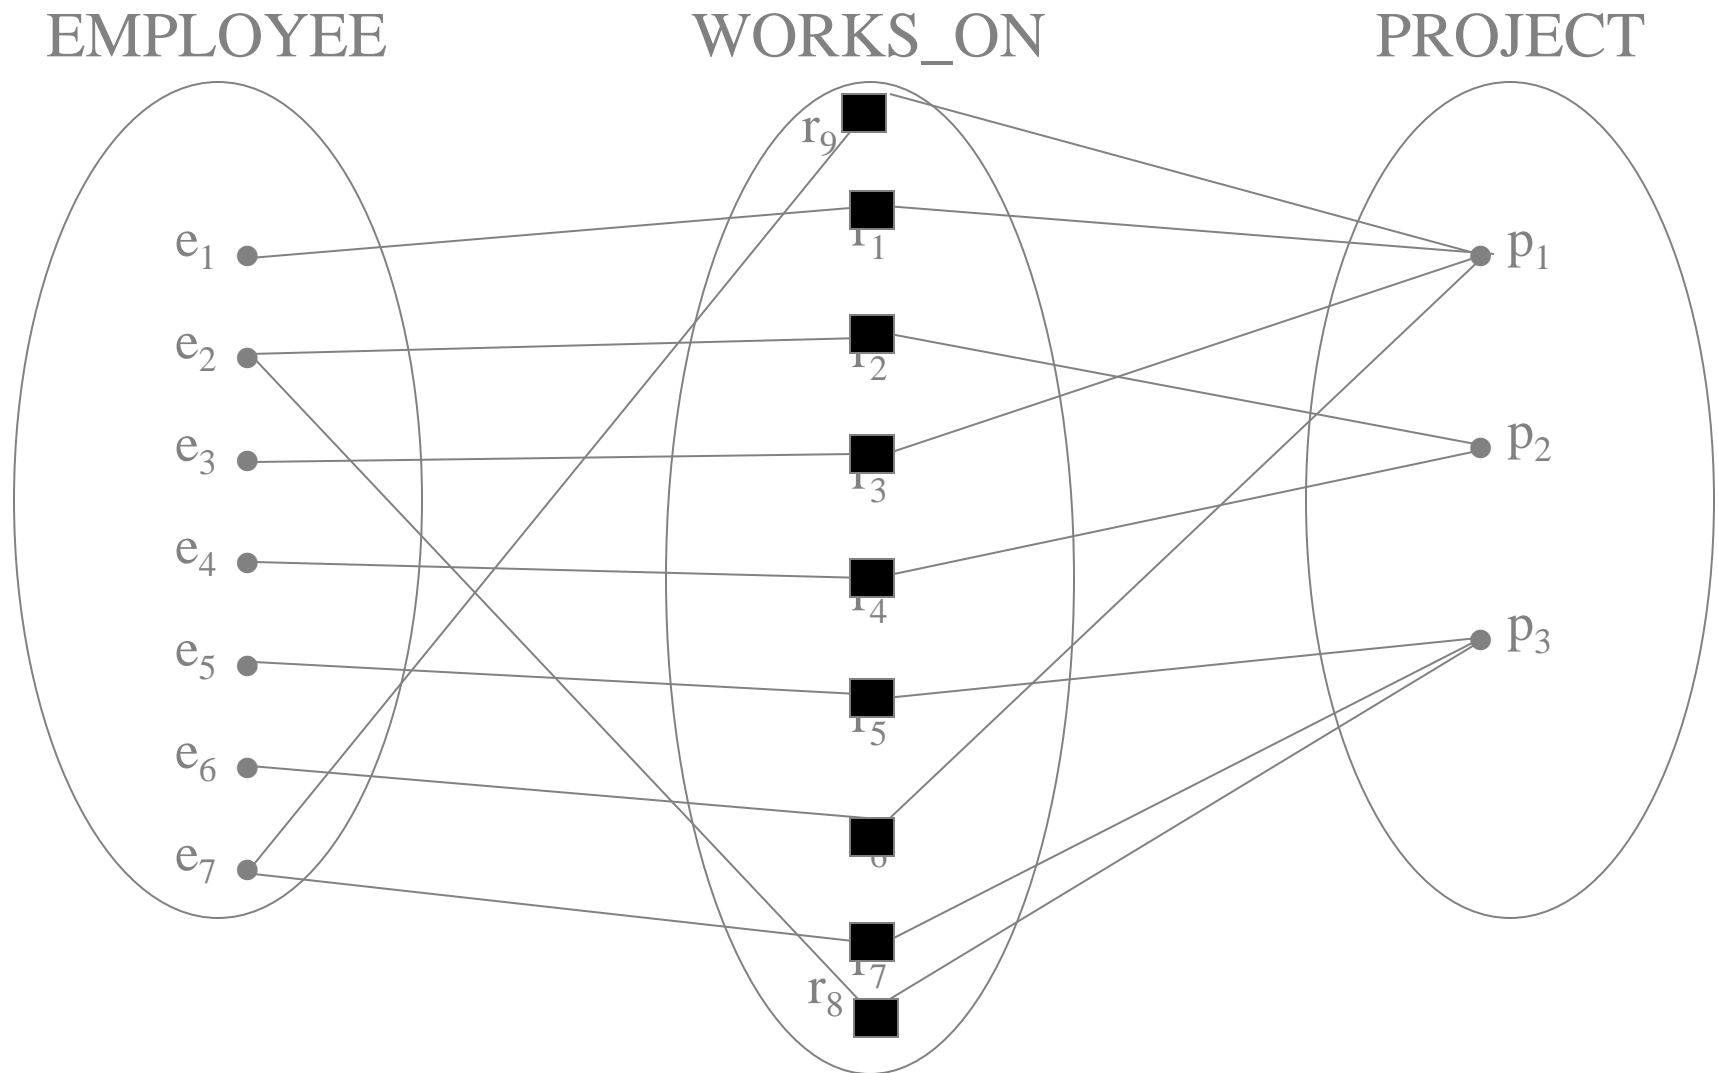 EMPLOYEE WORKS_ON PROJECT
r9
e1 r1 p1
e2 r2
e3 r3 p2
e4 r4
e5 r5 p3
e6 6
e7 r7
r8